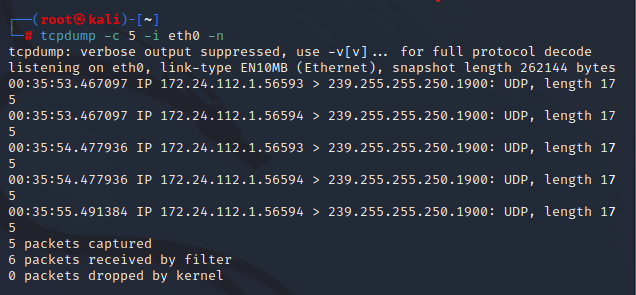 ┌──(root㉿kali)-[~]
└─# tcpdump -c 5 -i eth0 -n
tcpdump: verbose output suppressed, use -v[v]... for full protocol decode
listening on eth0, link-type EN10MB (Ethernet), snapshot length 262144 bytes
00:35:53.467097 IP 172.24.112.1.56593 > 239.255.255.250.1900: UDP, length 17
5
00:35:53.467097 IP 172.24.112.1.56594 > 239.255.255.250.1900: UDP, length 17
5
00:35:54.477936 IP 172.24.112.1.56593 > 239.255.255.250.1900: UDP, length 17
5
00:35:54.477936 IP 172.24.112.1.56594 > 239.255.255.250.1900: UDP, length 17
5
00:35:55.491384 IP 172.24.112.1.56594 > 239.255.255.250.1900: UDP, length 17
5
5 packets captured
6 packets received by filter
0 packets dropped by kernel